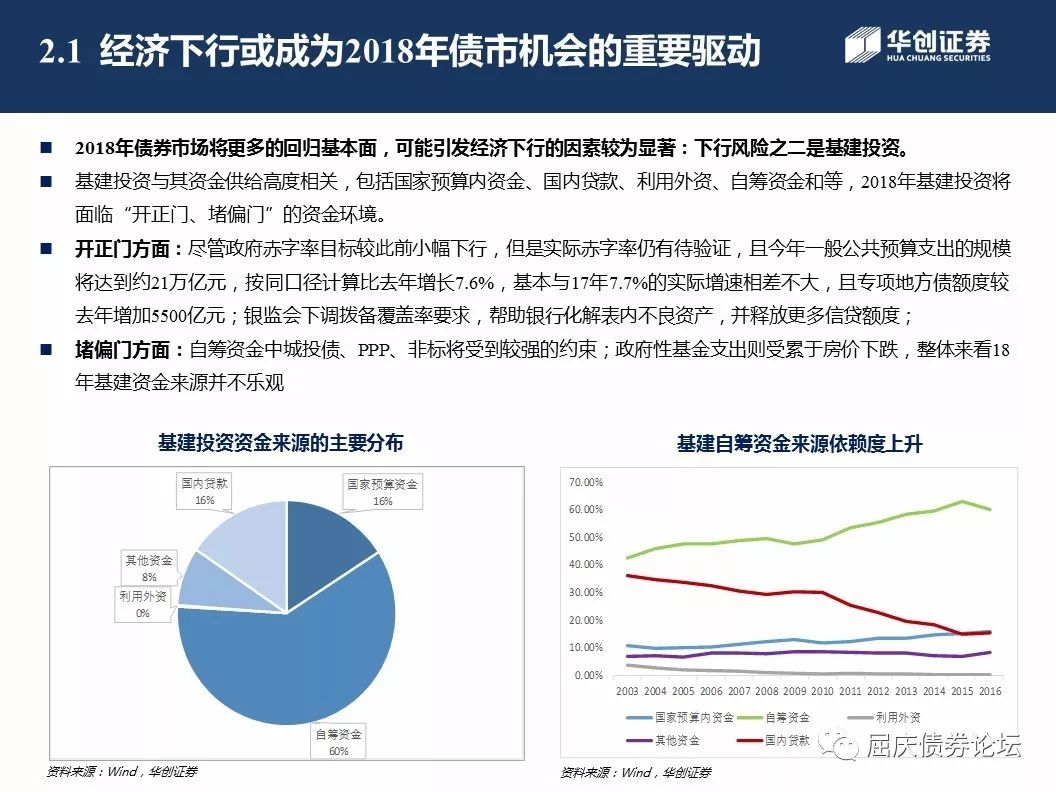 2.1 经济下行或成为2018年债市机会的重要驱动
华创证券
HUA CHUANG SECURITIES
2018年债券市场将更多的回归基本面，可能引发经济下行的因素较为显著：下行风险之二是基建投资。
基建投资与其资金供给高度相关，包括国家预算内资金、国内贷款、利用外资、自筹资金和等，2018年基建投资将
面临“开正门、堵偏门”的资金环境。
开正门方面：尽管政府赤字率目标较此前小幅下行，但是实际赤字率仍有待验证，且今年一般公共预算支出的规模
将达到约21万亿元，按同口径计算比去年增长7.6%，基本与17年7.7%的实际增速相差不大，且专项地方债额度较
去年增加5500亿元；银监会下调拨备覆盖率要求，帮助银行化解表内不良资产，并释放更多信贷额度；
堵偏门方面：自筹资金中城投债、PPP、非标将受到较强的约束；政府性基金支出则受累于房价下跌，整体来看18
年基建资金来源并不乐观
基建投资资金来源的主要分布
国内贷款
16%
国家预算资金
16%
其他资金
8%
利用外资
0%
自筹资金
60%
资料来源：Wind，华创证券
基建自筹资金来源依赖度上升
70.00%
60.00%
50.00%
40.00%
30.00%
20.00%
10.00%
0.00%
2003 2004 2005 2006 2007 2008 2009 2010 2011 2012 2013 2014 2015 2016
国家预算内资金 自筹资金 利用外资
其他资金 国内贷款
屈庆债券论坛
资料来源：Wind，华创证券